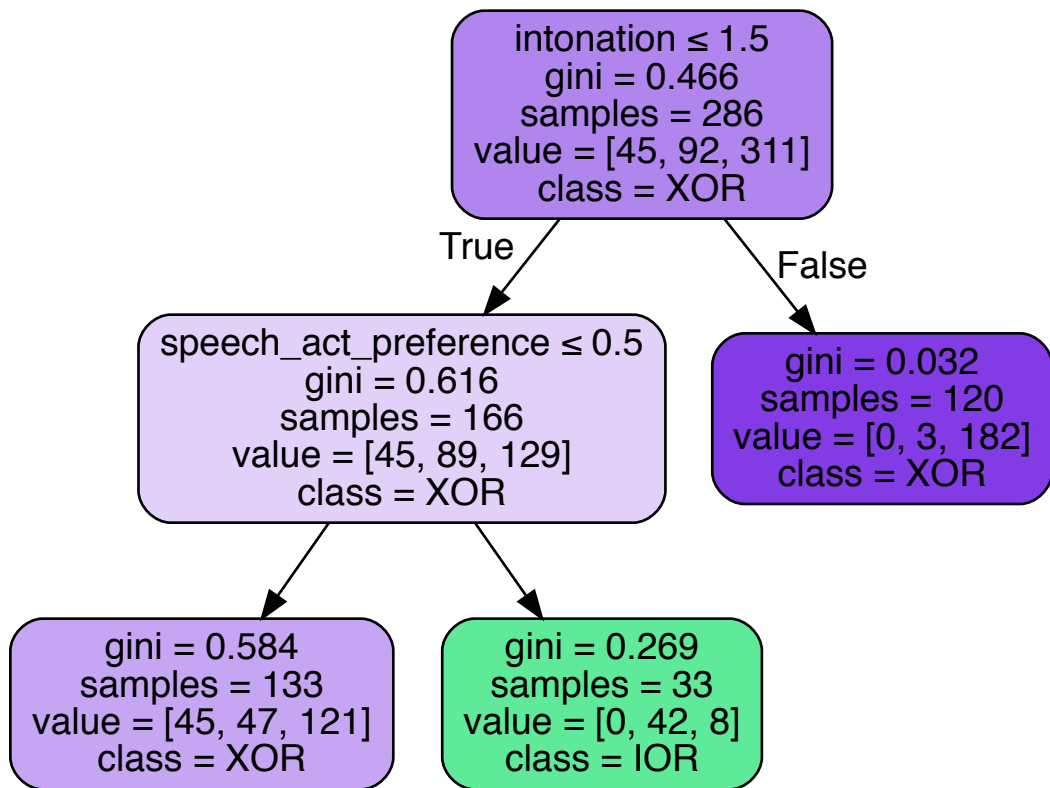 intonation ≤ 1.5
gini = 0.466
samples = 286
value = [45, 92, 311]
class = XOR
True
False
speech_act_preference ≤ 0.5
gini = 0.616
samples = 166
value = [45, 89, 129]
class = XOR
gini = 0.032
samples = 120
value = [0, 3, 182]
class = XOR
gini = 0.584
samples = 133
value = [45, 47, 121]
class = XOR
gini = 0.269
samples = 33
value = [0, 42, 8]
class = IOR